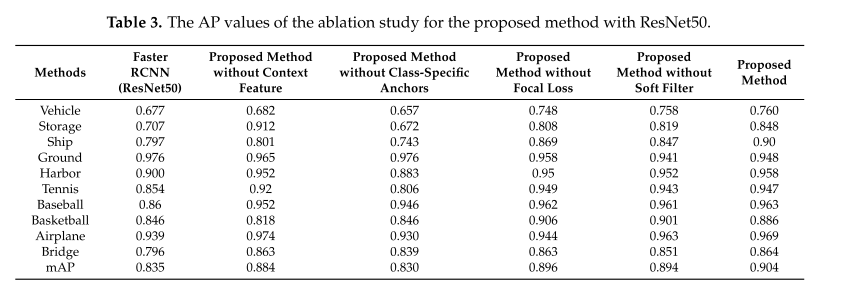 Table 3. The AP values of the ablation study for the proposed method with ResNet50.
Methods Faster RCNN (ResNet50) Proposed Method without Context Feature Proposed Method without Class-Specific Anchors Proposed Method without Focal Loss Proposed Method without Soft Filter Proposed Method
Vehicle 0.677 0.682 0.657 0.748 0.758 0.760
Storage 0.707 0.912 0.672 0.808 0.819 0.848
Ship 0.797 0.801 0.743 0.869 0.847 0.90
Ground 0.976 0.965 0.976 0.958 0.941 0.948
Harbor 0.900 0.952 0.883 0.95 0.952 0.958
Tennis 0.854 0.92 0.806 0.949 0.943 0.947
Baseball 0.86 0.952 0.946 0.962 0.961 0.963
Basketball 0.846 0.818 0.846 0.906 0.901 0.886
Airplane 0.939 0.974 0.930 0.944 0.963 0.969
Bridge 0.796 0.863 0.839 0.863 0.851 0.864
mAP 0.835 0.884 0.830 0.896 0.894 0.904